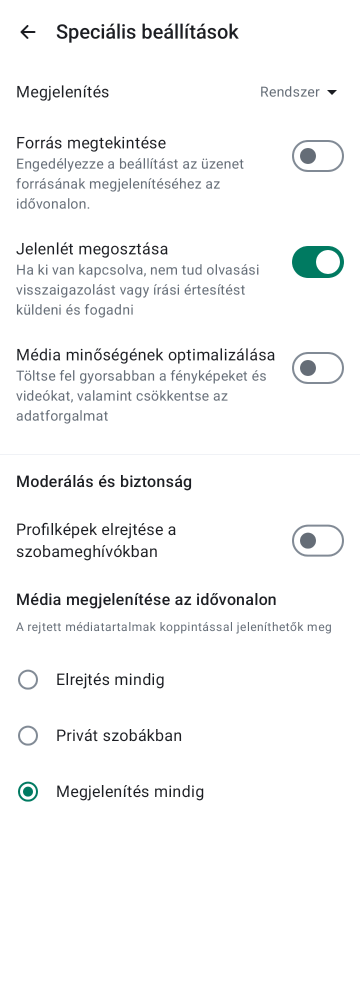 Speciális beállítások
Megjelenítés
Rendszer
Forrás megtekintése
Engedélyezze a beállítást az üzenet
forrásának megjelenítéséhez az
idővonalon.
Jelenlét megosztása
Ha ki van kapcsolva, nem tud olvasási
visszaigazolást vagy írási értesítést
küldeni és fogadni
Média minőségének optimalizálása
Töltse fel gyorsabban a fényképeket és
videókat, valamint csökkentse az
adatforgalmat
Moderálás és biztonság
Profilképek elrejtése a
szobameghívókban
Média megjelenítése az idővonalon
A rejtett médiatartalmak koppintással jeleníthetők meg
Elrejtés mindig
Privát szobákban
Megjelenítés mindig